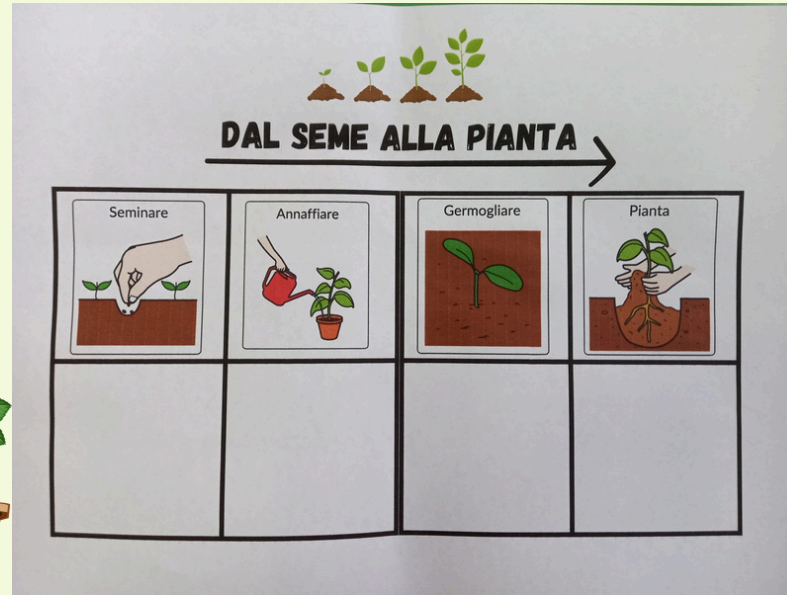 DAL SEME ALLA PIANTA
Seminare
Annaffiare
Germogliare
Pianta